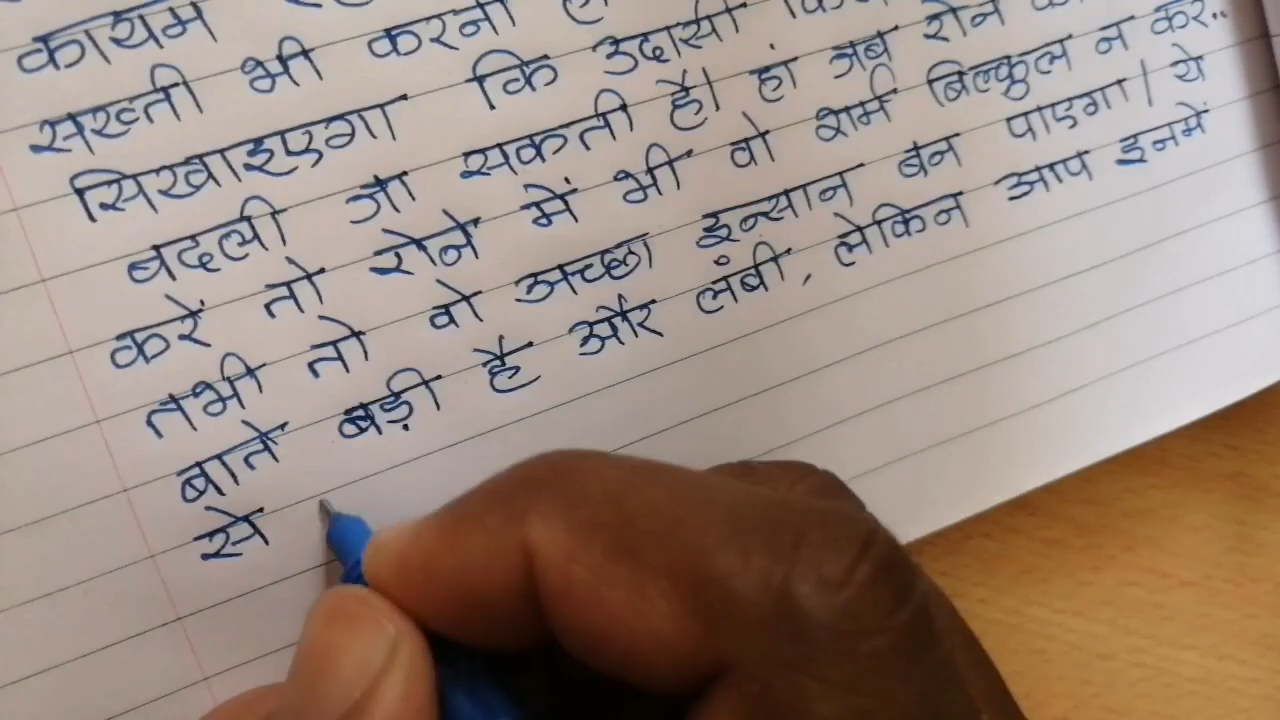 कायम
सख्ती भी करनी
सिखाइएगा कि उदासी
बदली जा सकती है। हां जब रोने
करें तो रोने में भी वो शर्म बिल्कुल न करे..
तभी तो वो अच्छा इन्सान बन पाएगा। ये
बातें बड़ी है और लंबी, लेकिन आप इनमें
से